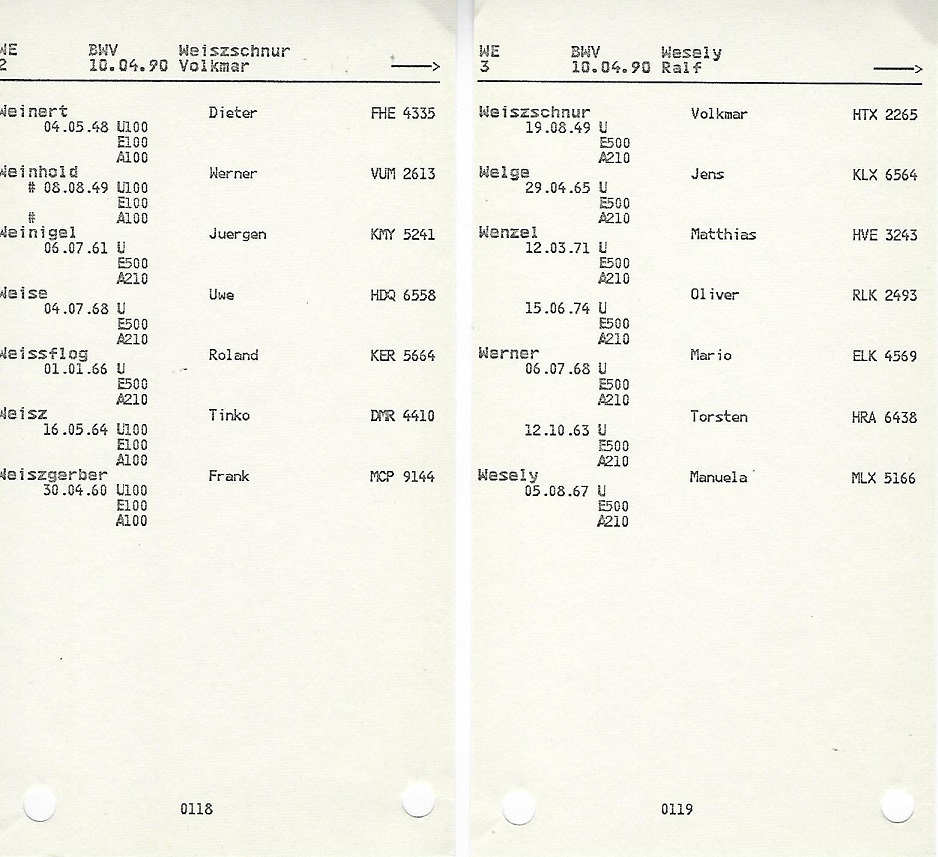 WE BWV Weiszschnur
2 10.04.90 Volkmar ———>
Weinert Dieter FHE 4335
04.05.48 U100
E100
A100
Weinhold Werner VUM 2613
# 08.08.49 U100
E100
# A100
Weinigel Juergen KMY 5241
06.07.61 U
E500
A210
Weise Uwe HDQ 6558
04.07.68 U
E500
A210
Weissflog Roland KER 5664
01.01.66 U
E500
A210
Weisz Tinko DMR 4410
16.05.64 U100
E100
A100
Weiszgerber Frank MCP 9144
30.04.60 U100
E100
A100
0118
WE BWV Wesely
3 10.04.90 Ralf ———>
Weiszschnur Volkmar HTX 2265
19.08.49 U
E500
A210
Welge Jens KLX 6564
29.04.65 U
E500
A210
Wenzel Matthias HVE 3243
12.03.71 U
E500
A210
Oliver RLK 2493
15.06.74 U
E500
A210
Werner Mario ELK 4569
06.07.68 U
E500
A210
Torsten HRA 6438
12.10.63 U
E500
A210
Wesely Manuela MLX 5166
05.08.67 U
E500
A210
0119